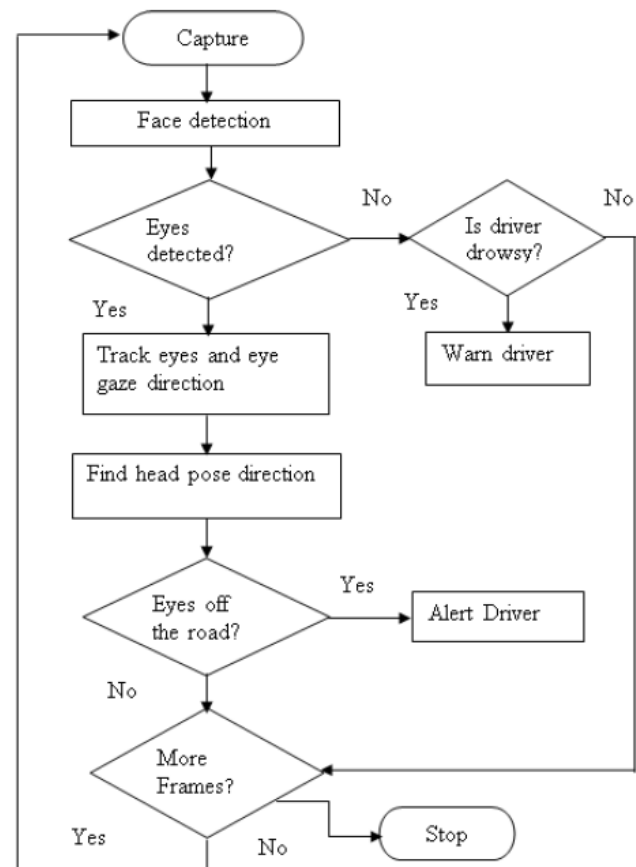 Capture
Face detection
No
No
Eyes
detected?
Is driver
drowsy?
Yes
Yes
Track eyes and eye
gaze direction
Warn driver
Find head pose direction
Yes
Eyes off
the road?
Alert Driver
No
More
Frames?
Yes
No
Stop